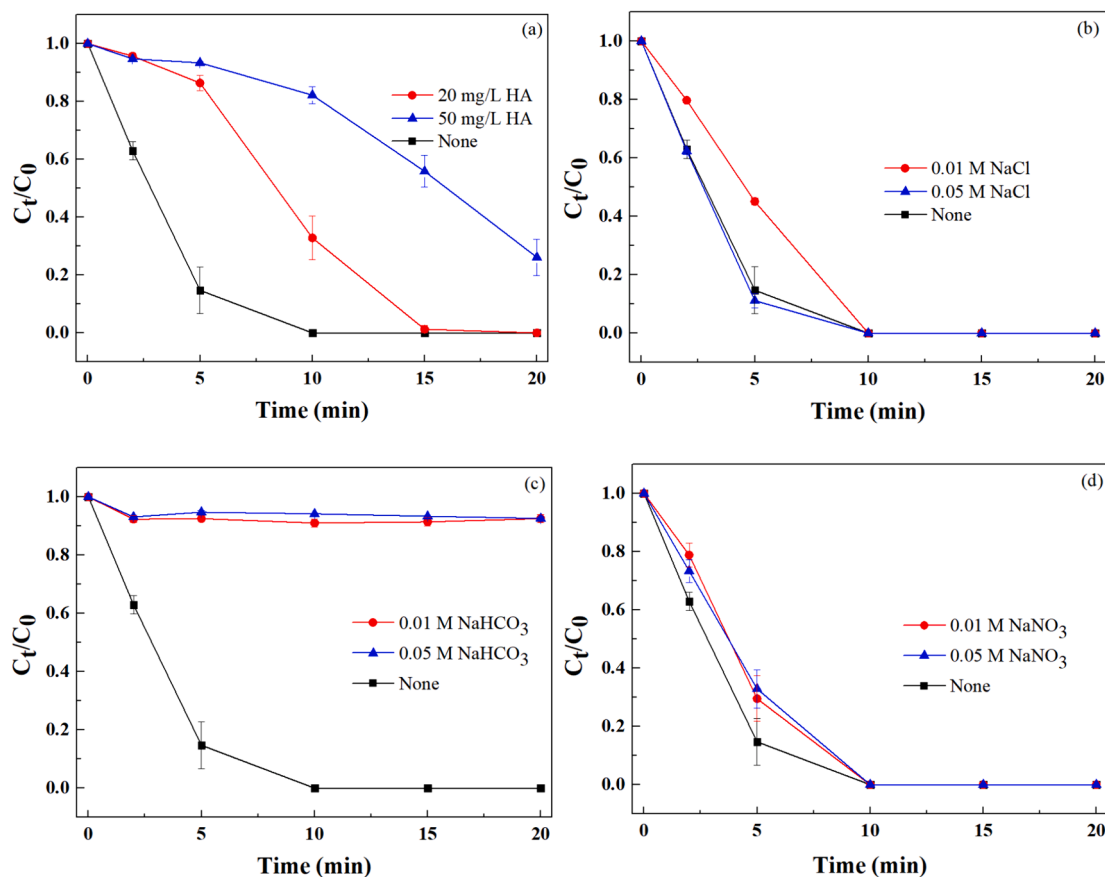 (a)
1.0
0.8
0.6
0.4
0.2
0.0
Cₜ/C₀
20 mg/L HA
50 mg/L HA
None
0 5 10 15 20
Time (min)
(b)
1.0
0.8
0.6
0.4
0.2
0.0
Cₜ/C₀
0.01 M NaCl
0.05 M NaCl
None
0 5 10 15 20
Time (min)
(c)
1.0
0.8
0.6
0.4
0.2
0.0
Cₜ/C₀
0.01 M NaHCO₃
0.05 M NaHCO₃
None
0 5 10 15 20
Time (min)
(d)
1.0
0.8
0.6
0.4
0.2
0.0
Cₜ/C₀
0.01 M NaNO₃
0.05 M NaNO₃
None
0 5 10 15 20
Time (min)